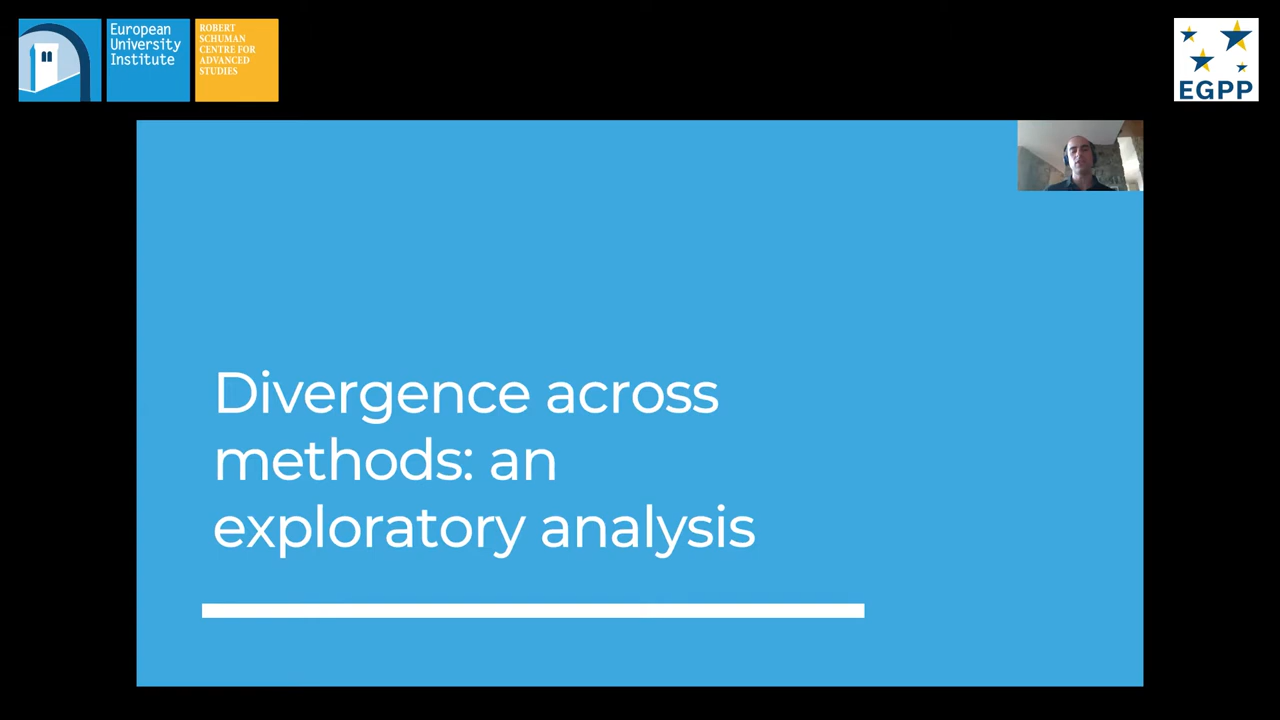 European
University
Institute
ROBERT
SCHUMAN
CENTRE FOR
ADVANCED
STUDIES
EGPP
Divergence across
methods: an
exploratory analysis